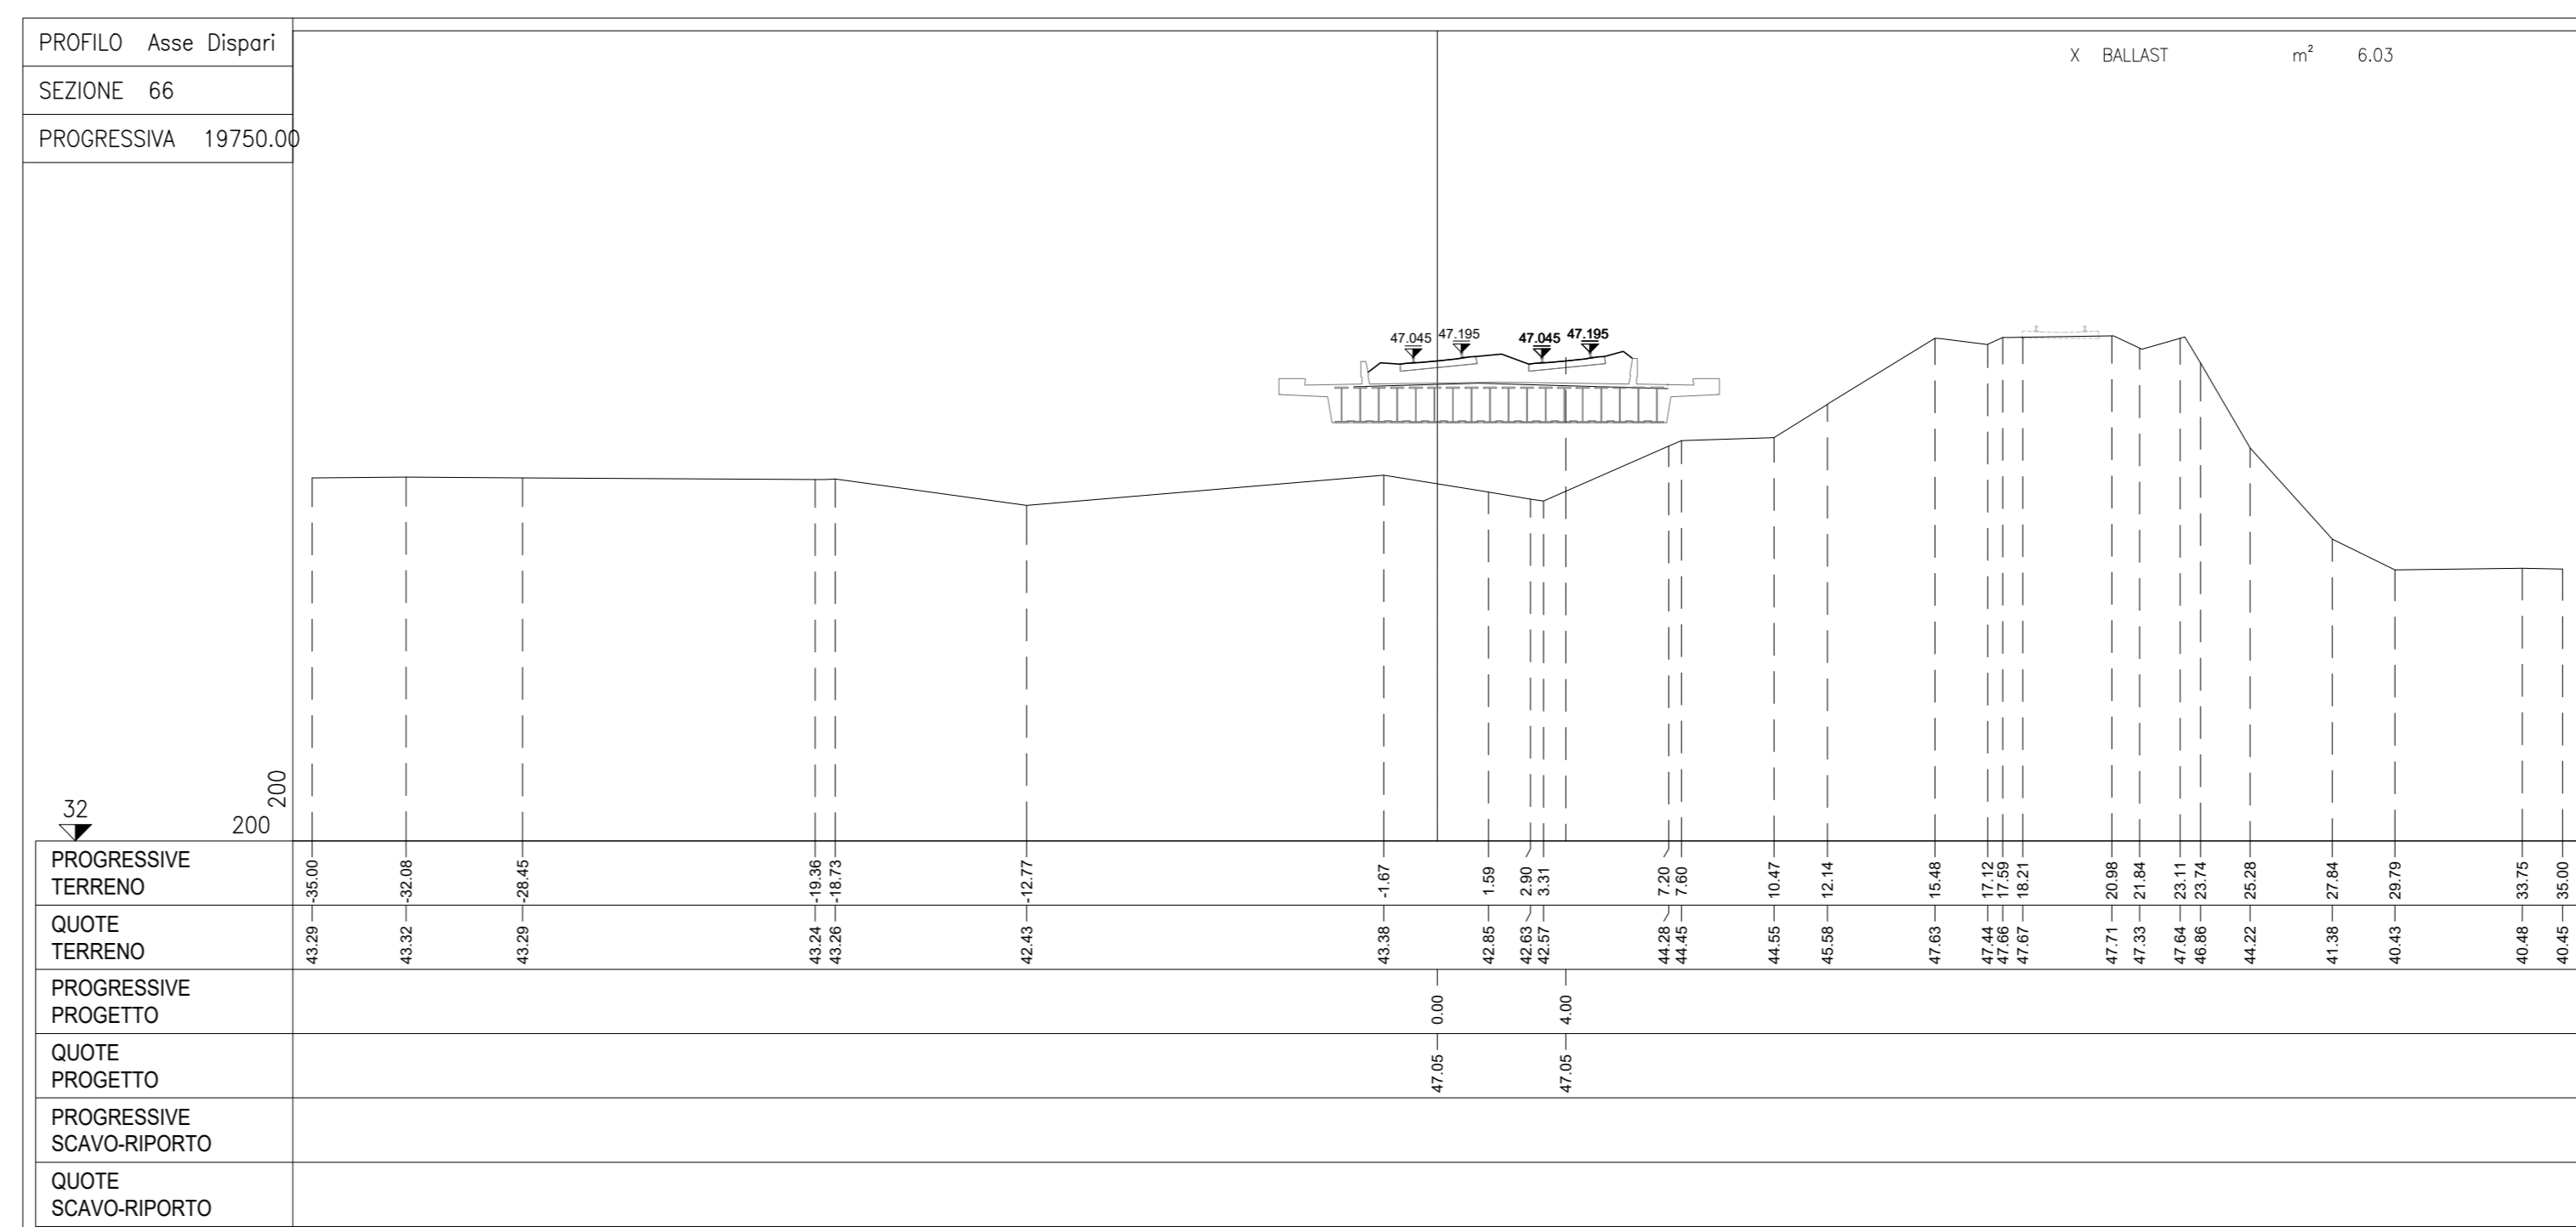 PROFILO Asse Dispari
SEZIONE 66
PROGRESSIVA 19750.00
X BALLAST m² 6.03
47.045 47.195 47.045 47.195
200
32
200
PROGRESSIVE
TERRENO
-35.00 -32.08 -28.45 -19.36 -18.73 -12.77 -1.67 1.59 2.90 3.31 7.20 7.60 10.47 12.14 15.48 17.12 17.59 18.21 20.98 21.84 23.11 23.74 25.28 27.84 29.79 33.75 35.00
QUOTE
TERRENO
43.29 43.32 43.29 43.24 43.26 42.43 43.38 42.85 42.63 42.57 44.28 44.45 44.55 45.58 47.63 47.44 47.66 47.67 47.71 47.33 47.64 46.86 44.22 41.38 40.43 40.48 40.45
PROGRESSIVE
PROGETTO
0.00 4.00
QUOTE
PROGETTO
47.05 47.05
PROGRESSIVE
SCAVO-RIPORTO
QUOTE
SCAVO-RIPORTO